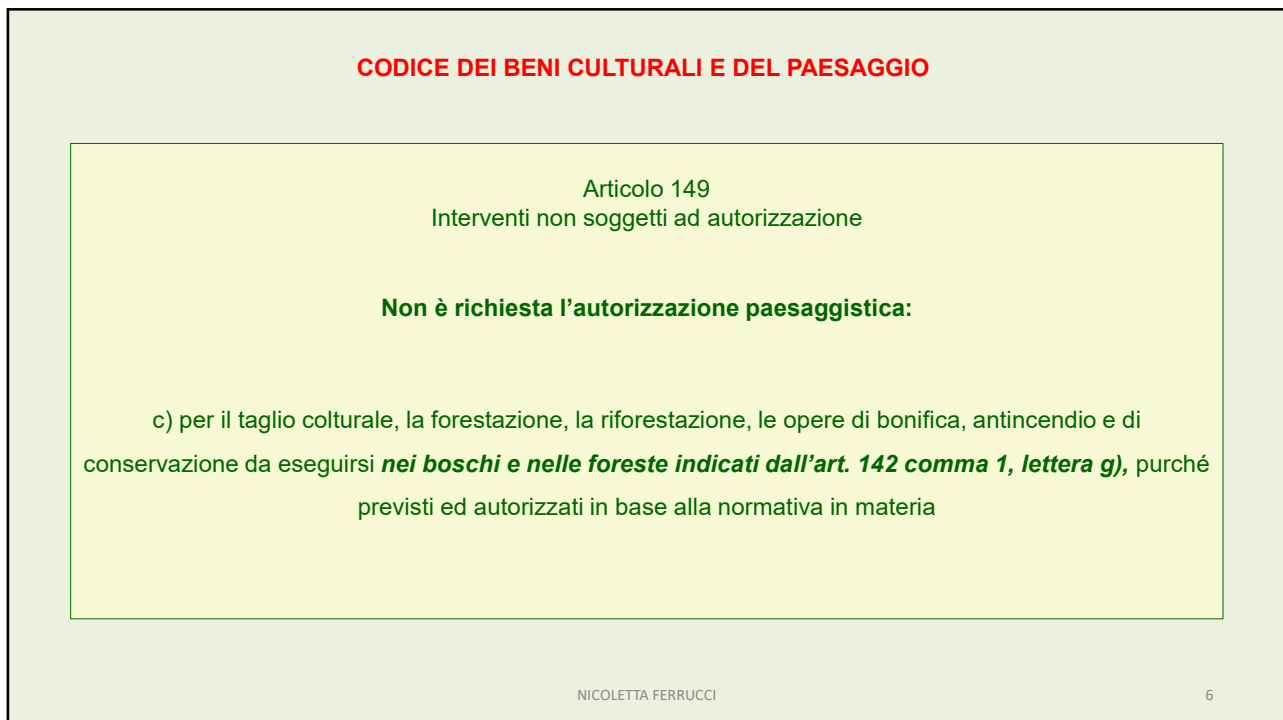 CODICE DEI BENI CULTURALI E DEL PAESAGGIO
Articolo 149
Interventi non soggetti ad autorizzazione
Non è richiesta l’autorizzazione paesaggistica:
c) per il taglio colturale, la forestazione, la riforestazione, le opere di bonifica, antincendio e di
conservazione da eseguirsi nei boschi e nelle foreste indicati dall’art. 142 comma 1, lettera g), purché
previsti ed autorizzati in base alla normativa in materia
NICOLETTA FERRUCCI
6